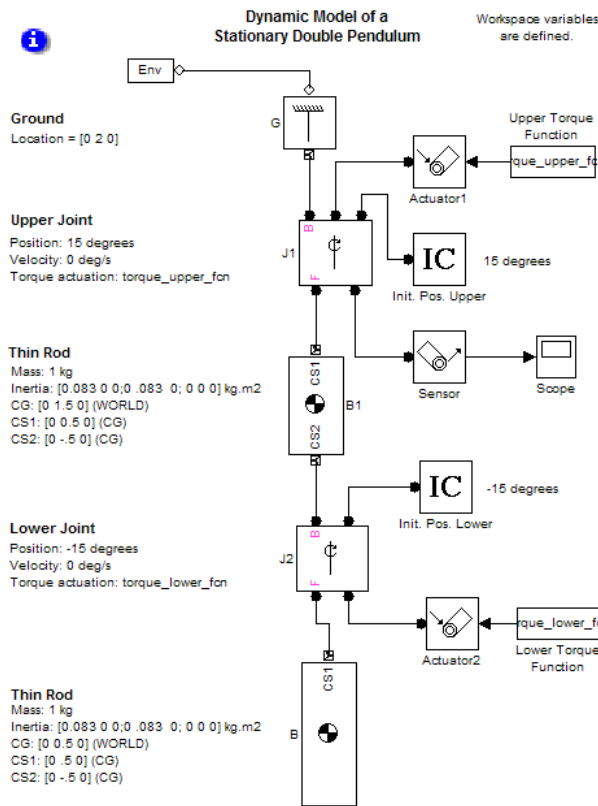 Dynamic Model of a
Stationary Double Pendulum
Workspace variables
are defined.
i
Env
Ground
Location = [0 2 0]
G
Upper Torque
Function
rque_upper_fc
Actuator1
Upper Joint
Position: 15 degrees
Velocity: 0 deg/s
Torque actuation: torque_upper_fcn
B
J1
F
IC
15 degrees
Init. Pos. Upper
Thin Rod
Mass: 1 kg
Inertia: [0.083 0 0;0 .083 0; 0 0 0] kg.m2
CG: [0 1.5 0] (WORLD)
CS1: [0 0.5 0] (CG)
CS2: [0 -.5 0] (CG)
CS1
CS2
B1
Sensor
Scope
IC
-15 degrees
Init. Pos. Lower
Lower Joint
Position: -15 degrees
Velocity: 0 deg/s
Torque actuation: torque_lower_fcn
B
J2
F
rque_lower_fc
Actuator2
Lower Torque
Function
Thin Rod
Mass: 1 kg
Inertia: [0.083 0 0;0 .083 0; 0 0 0] kg.m2
CG: [0 0.5 0] (WORLD)
CS1: [0 .5 0] (CG)
CS2: [0 -.5 0] (CG)
CS1
B